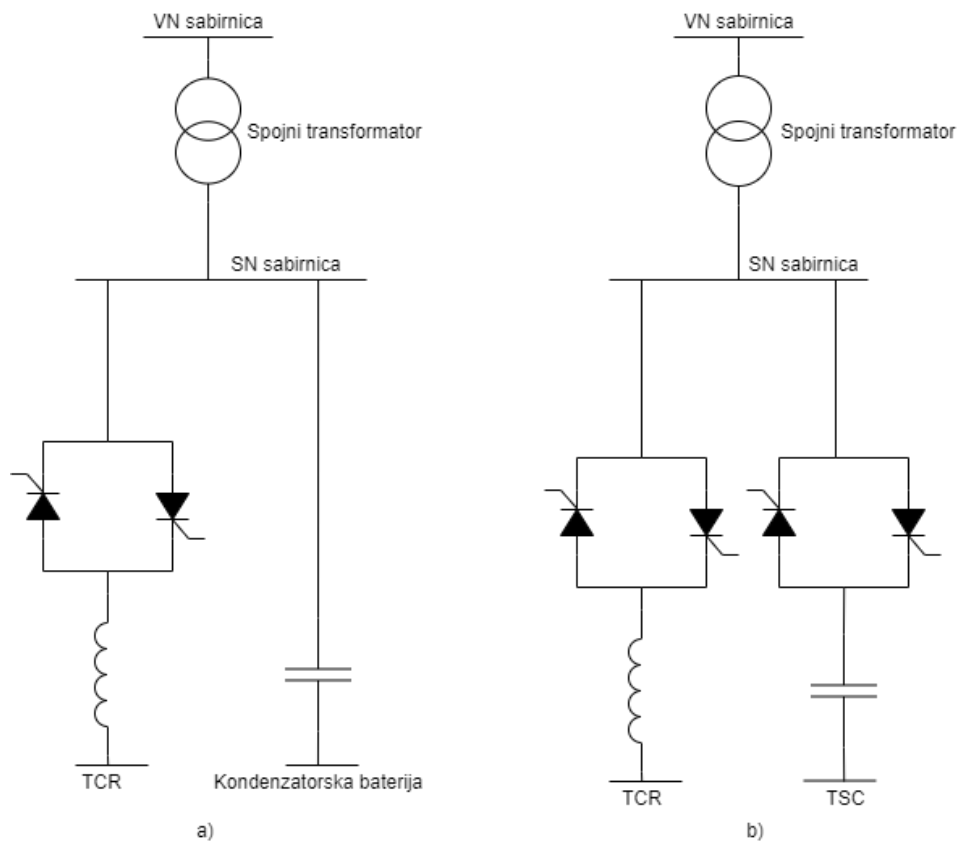 VN sabirnica
Spojni transformator
SN sabirnica
TCR
Kondenzatorska baterija
a)
VN sabirnica
Spojni transformator
SN sabirnica
TCR
TSC
b)